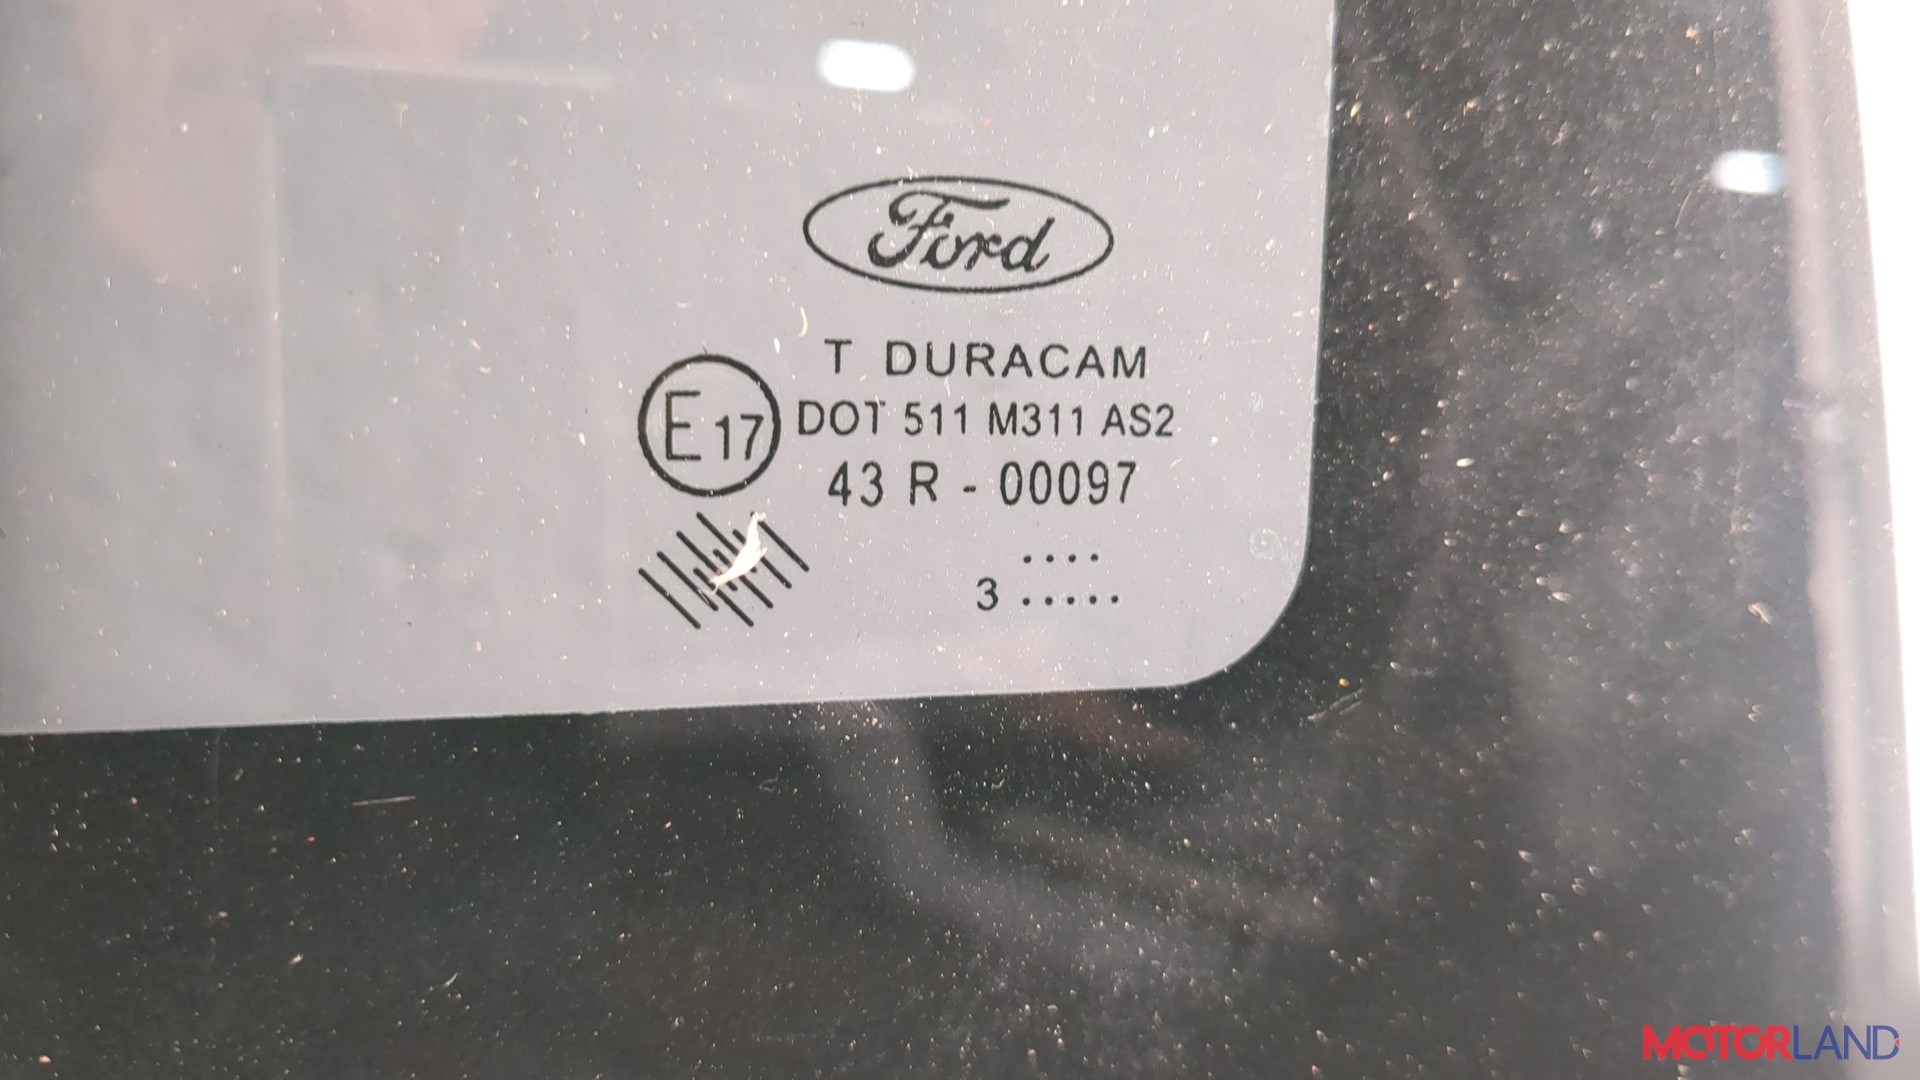 Ford
T DURACAM
E17 DOT 511 M311 AS2
43 R - 00097
....
3 .....
MOTORLAND